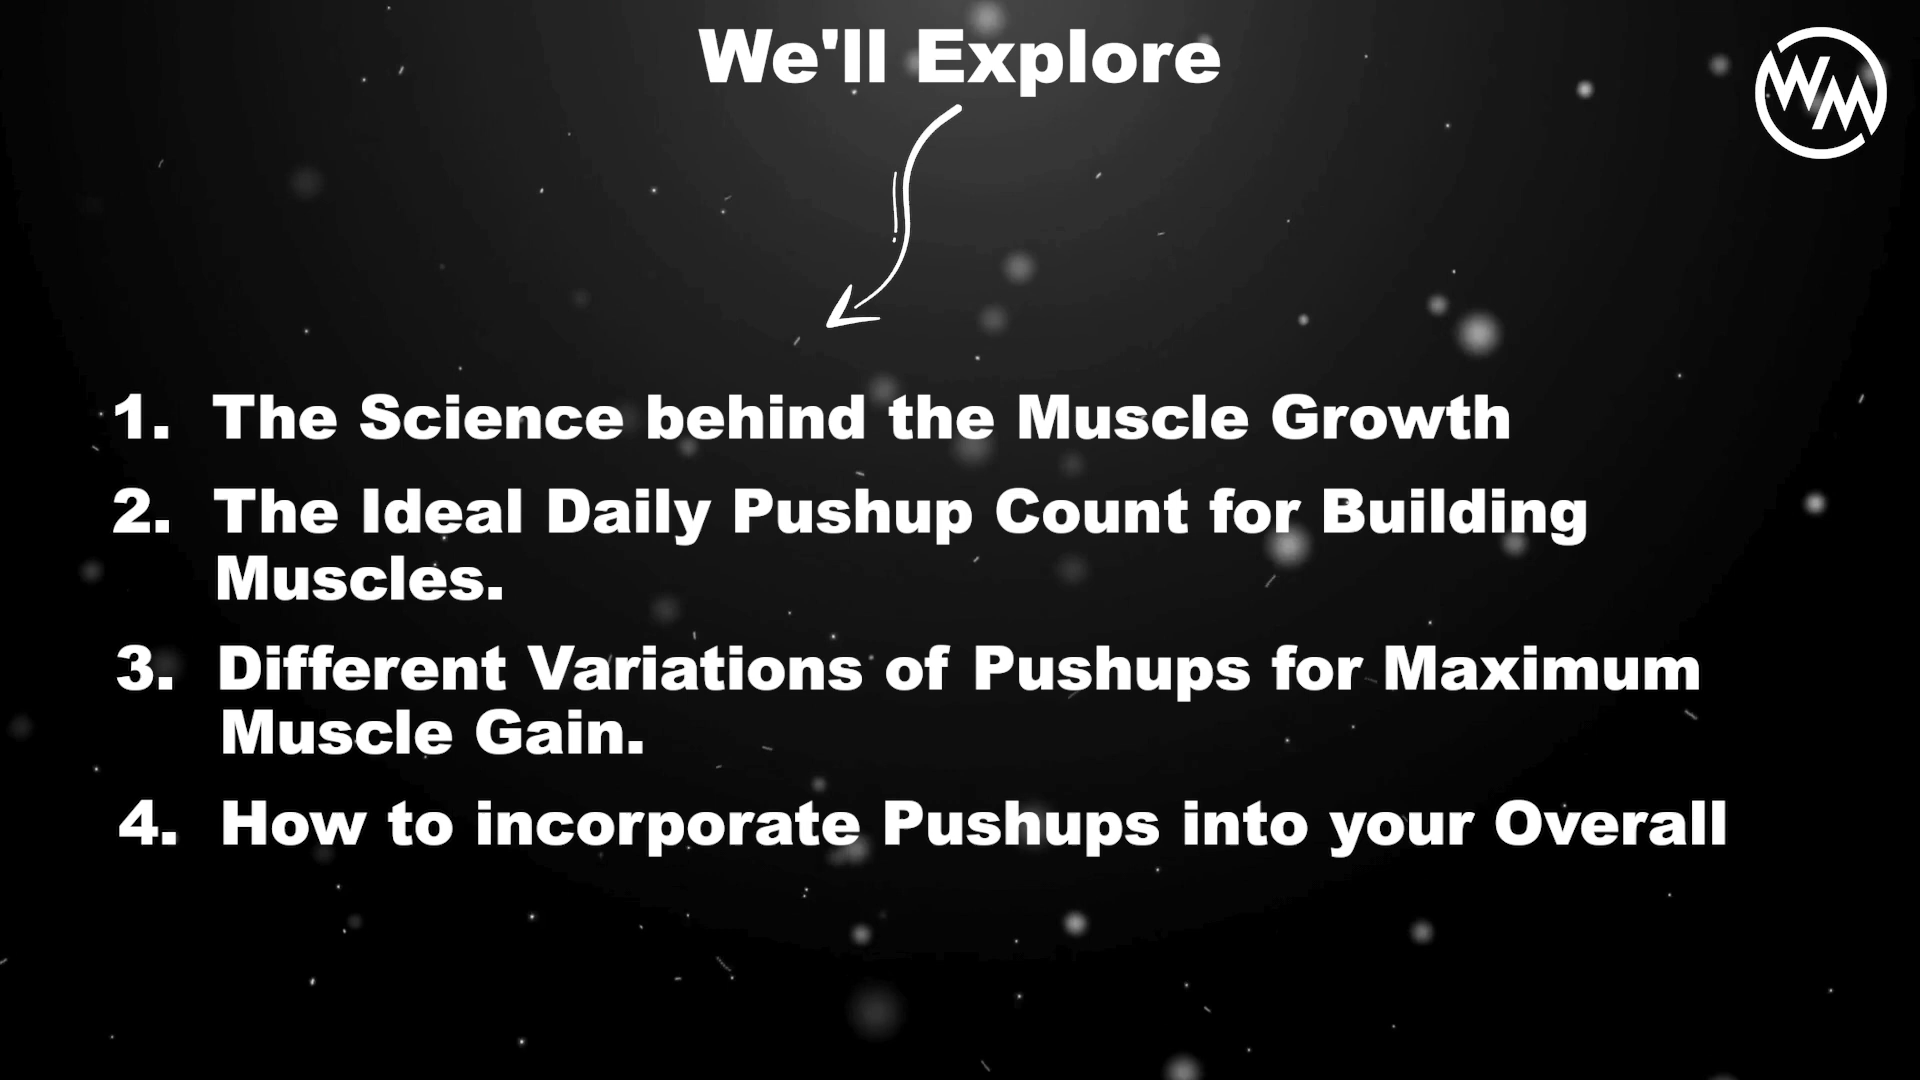 We'll Explore
WM
1. The Science behind the Muscle Growth
2. The Ideal Daily Pushup Count for Building
Muscles.
3. Different Variations of Pushups for Maximum
Muscle Gain.
4. How to incorporate Pushups into your Overall